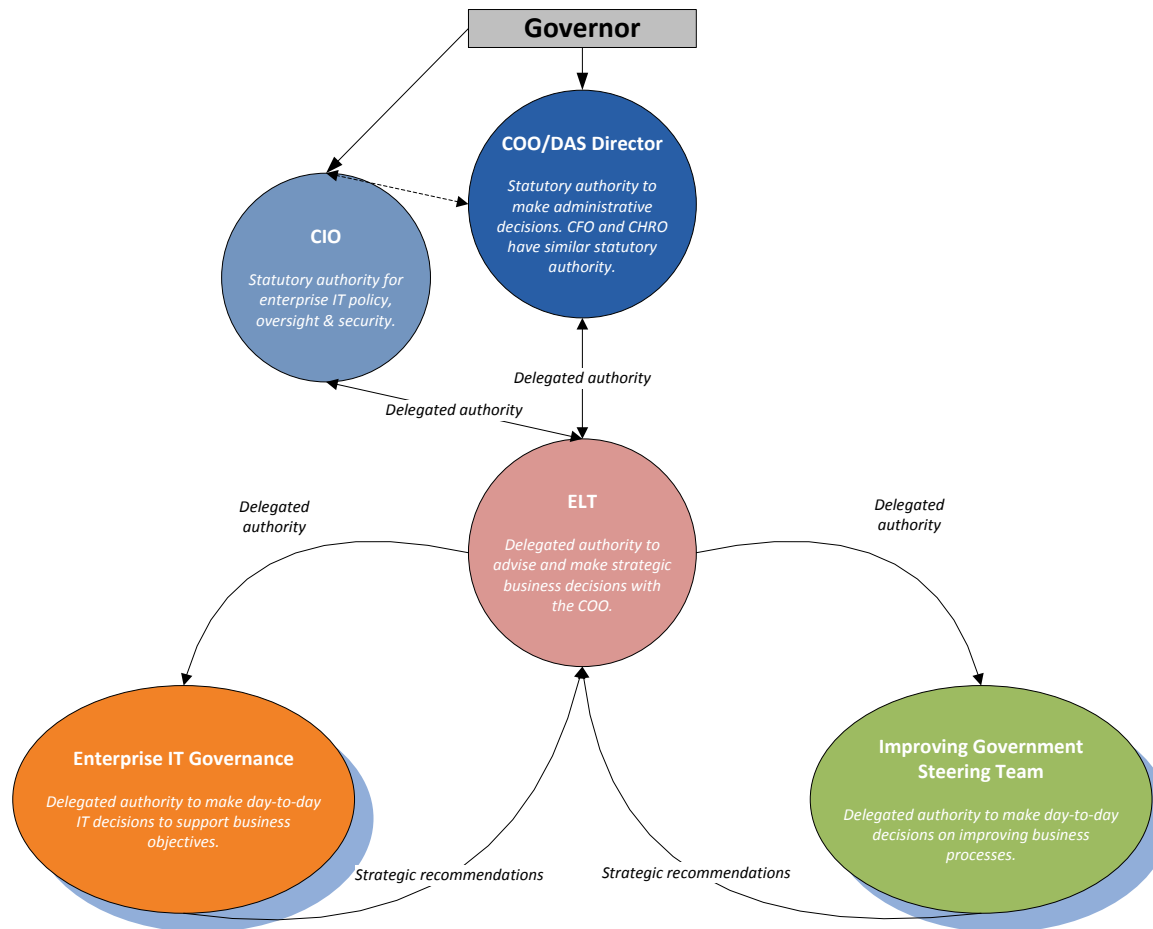 Governor
COO/DAS Director
Statutory authority to
make administrative
decisions. CFO and CHRO
have similar statutory
authority.
CIO
Statutory authority for
enterprise IT policy,
oversight & security.
Delegated authority
Delegated authority
ELT
Delegated authority to
advise and make strategic
business decisions with
the COO.
Delegated
authority
Delegated
authority
Enterprise IT Governance
Delegated authority to make day-to-day
IT decisions to support business
objectives.
Improving Government
Steering Team
Delegated authority to make day-to-day
decisions on improving business
processes.
Strategic recommendations
Strategic recommendations